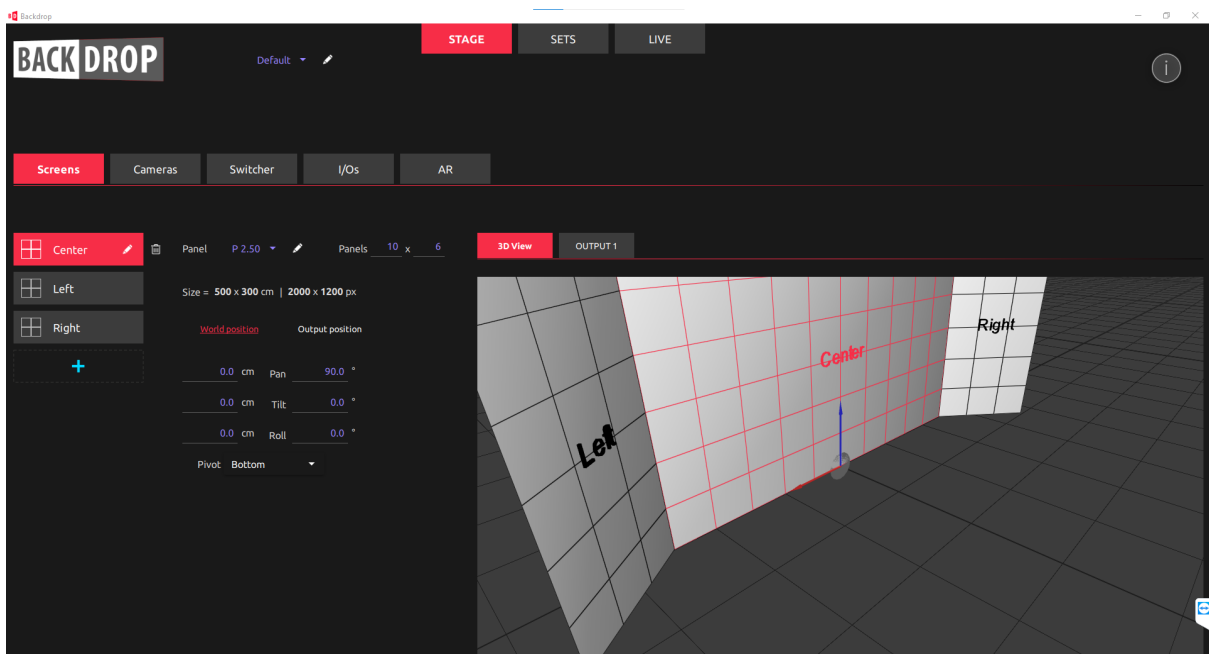 Backdrop
BACKDROP
Default
STAGE SETS LIVE
i
Screens Cameras Switcher I/Os AR
Center
Left
Right
+
Panel P 2.50 Panels 10 x 6
Size = 500 x 300 cm | 2000 x 1200 px
World position Output position
0.0 cm Pan 90.0 °
0.0 cm Tilt 0.0 °
0.0 cm Roll 0.0 °
Pivot Bottom
3D View OUTPUT 1
Left
Center
Right